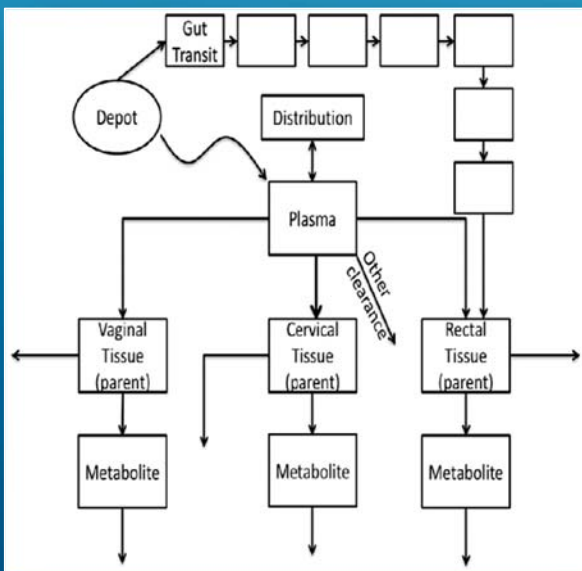 Gut
Transit
Depot
Distribution
Plasma
Other
clearance
Vaginal
Tissue
(parent)
Cervical
Tissue
(parent)
Rectal
Tissue
(parent)
Metabolite
Metabolite
Metabolite